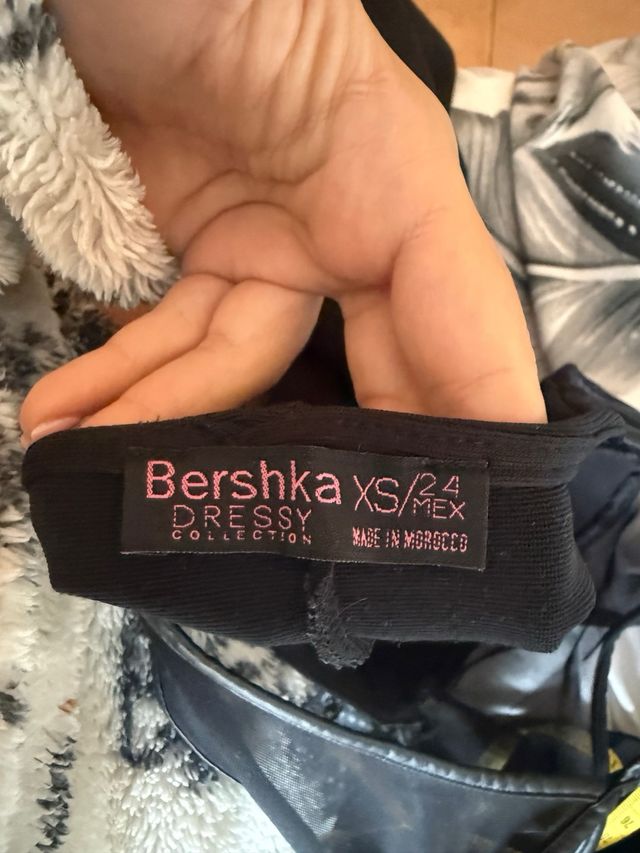 Bershka XS/24 MEX
DRESSY
COLLECTION MADE IN MOROCCO